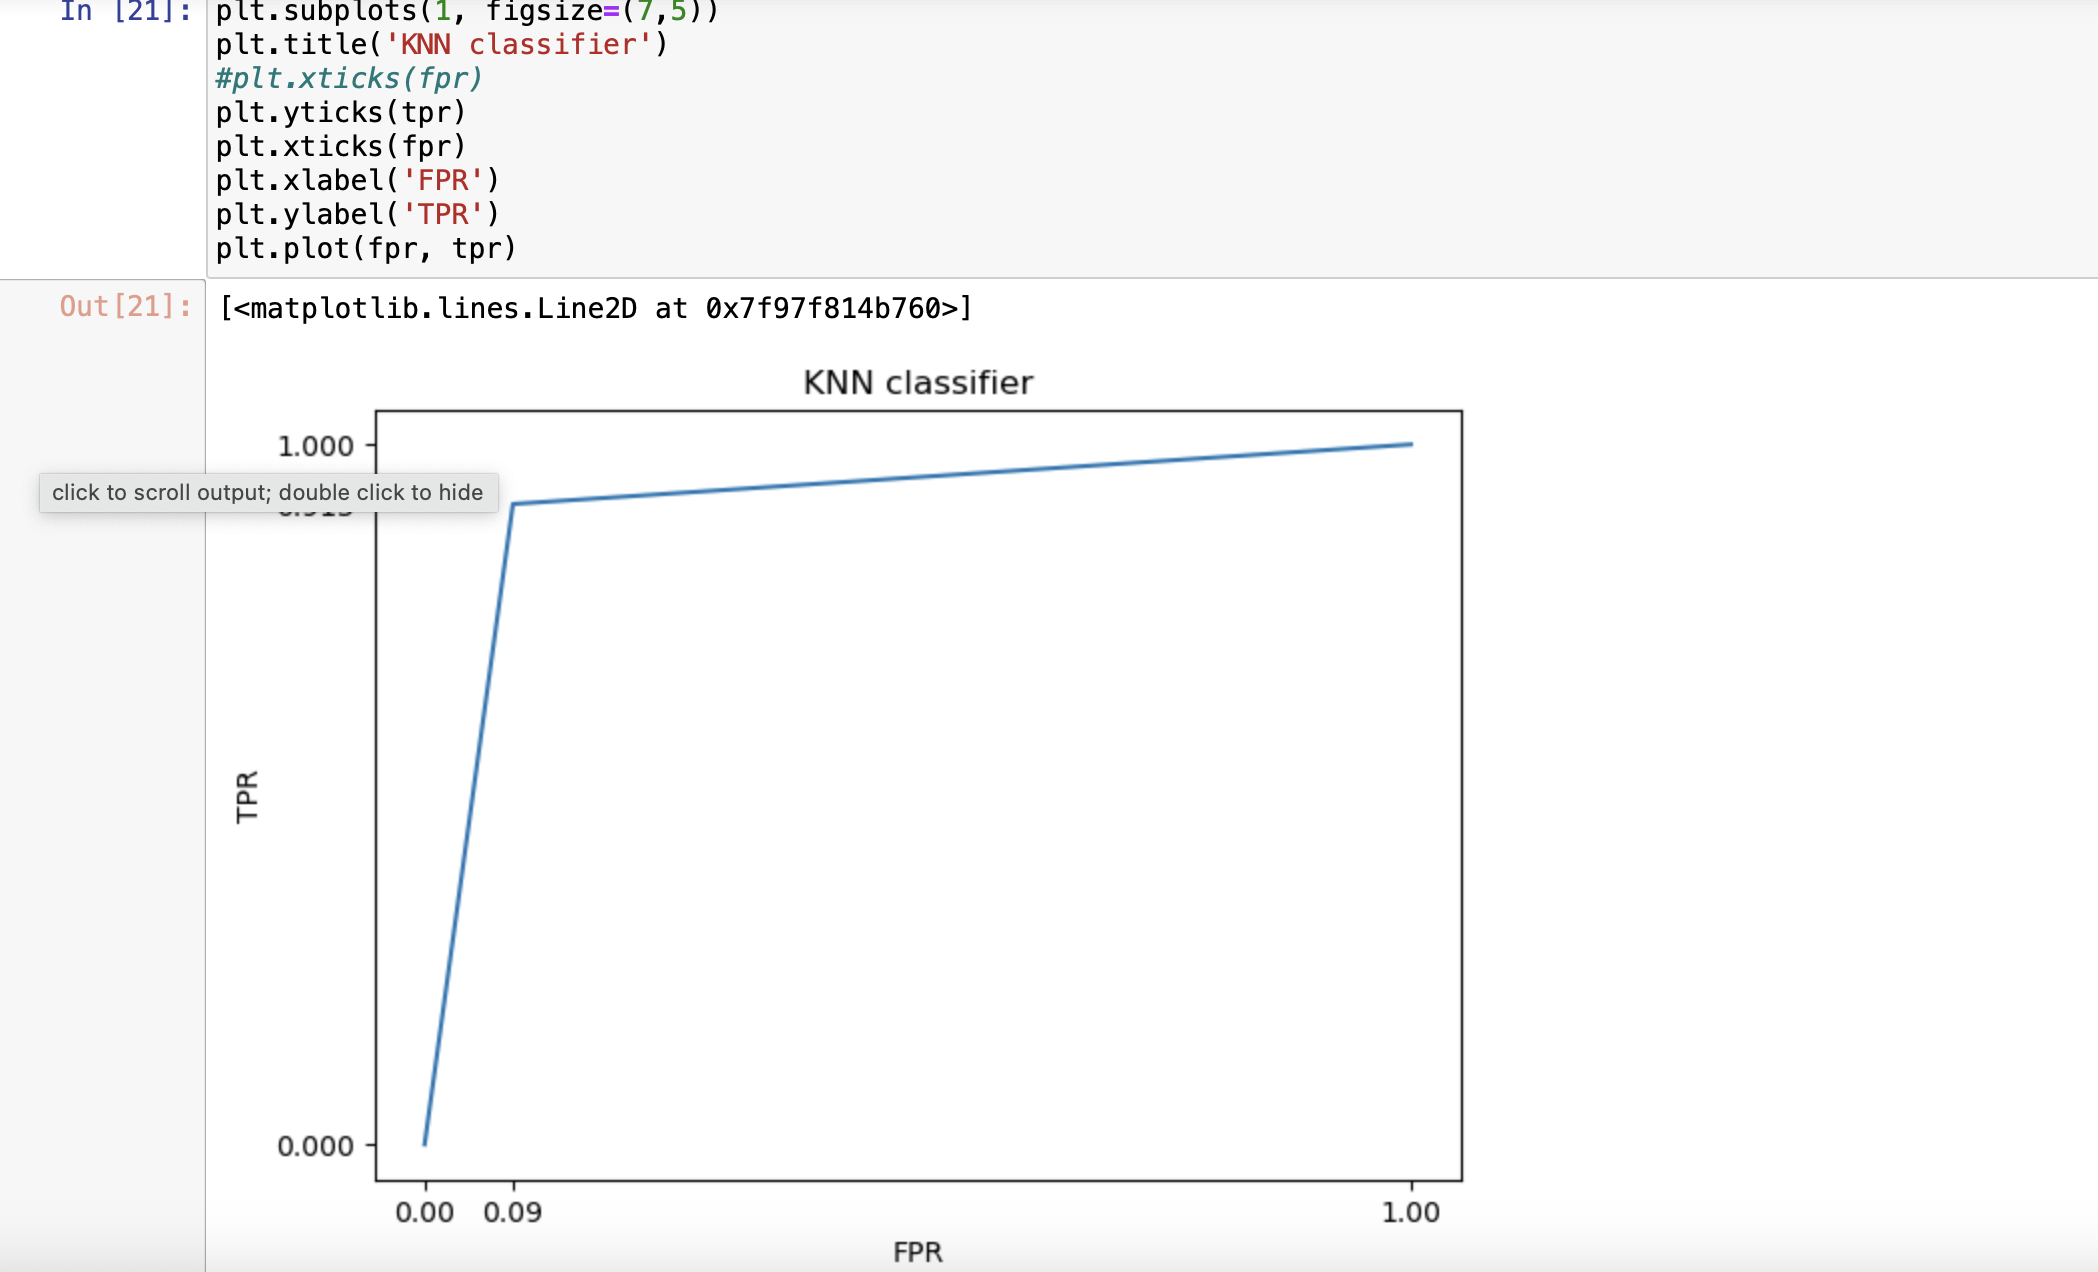 In [21]: plt.subplots(1, figsize=(7,5))
plt.title('KNN classifier')
#plt.xticks(fpr)
plt.yticks(tpr)
plt.xticks(fpr)
plt.xlabel('FPR')
plt.ylabel('TPR')
plt.plot(fpr, tpr)
Out[21]: [<matplotlib.lines.Line2D at 0x7f97f814b760>]
KNN classifier
1.000
click to scroll output; double click to hide
TPR
0.000
0.00 0.09 1.00
FPR